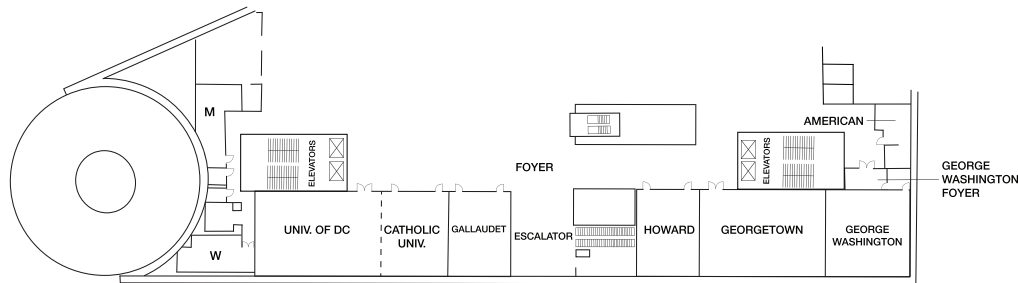 M
ELEVATORS
AMERICAN
ELEVATORS
FOYER
GEORGE
WASHINGTON
FOYER
UNIV. OF DC
CATHOLIC
UNIV.
GALLAUDET
ESCALATOR
HOWARD
GEORGETOWN
GEORGE
WASHINGTON
W